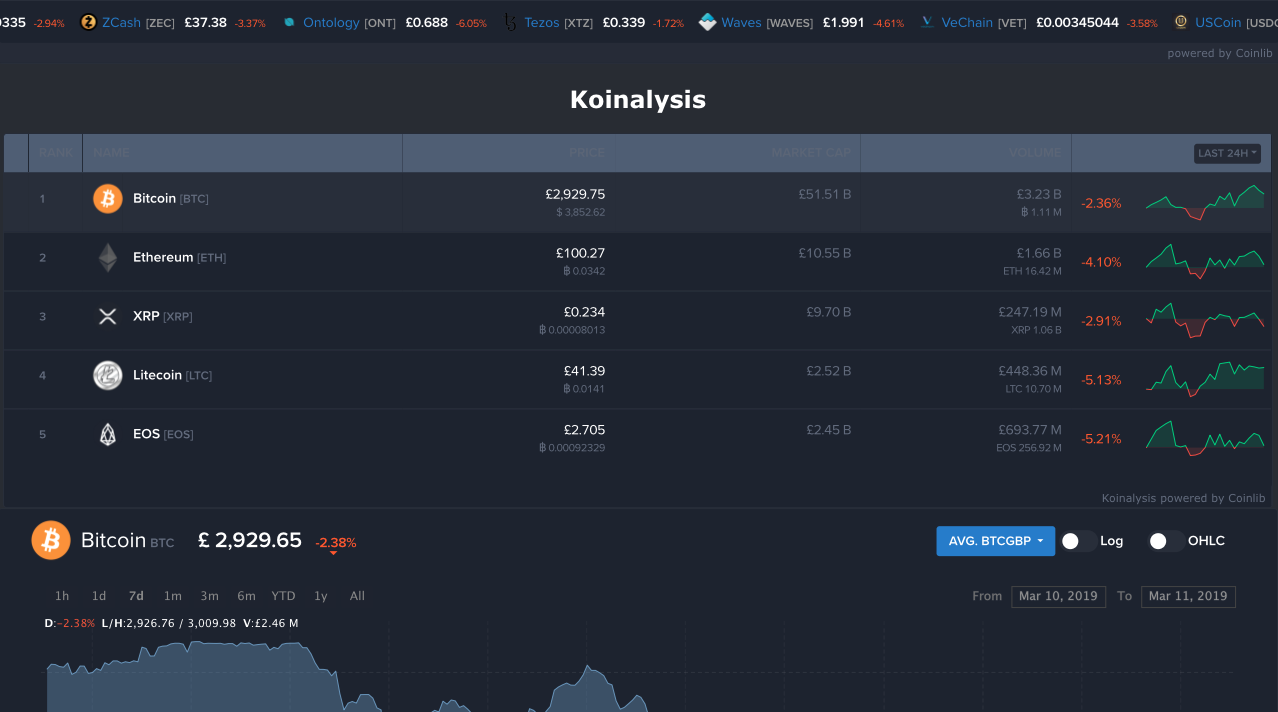 0335 -2.94% ZCash [ZEC] £37.38 -3.37% Ontology [ONT] £0.688 -6.05% Tezos [XTZ] £0.339 -1.72% Waves [WAVES] £1.991 -4.61% VeChain [VET] £0.00345044 -3.58% USCoin [USDC
powered by Coinlib
Koinalysis
RANK NAME PRICE MARKET CAP VOLUME LAST 24H
1 Bitcoin [BTC] £2,929.75 £51.51 B £3.23 B -2.36%
$ 3,852.62 ฿ 1.11 M
2 Ethereum [ETH] £100.27 £10.55 B £1.66 B -4.10%
฿ 0.0342 ETH 16.42 M
3 XRP [XRP] £0.234 £9.70 B £247.19 M -2.91%
฿ 0.00008013 XRP 1.06 B
4 Litecoin [LTC] £41.39 £2.52 B £448.36 M -5.13%
฿ 0.0141 LTC 10.70 M
5 EOS [EOS] £2.705 £2.45 B £693.77 M -5.21%
฿ 0.00092329 EOS 256.92 M
Koinalysis powered by Coinlib
Bitcoin BTC £ 2,929.65 -2.38% AVG. BTCGBP Log OHLC
1h 1d 7d 1m 3m 6m YTD 1y All From Mar 10, 2019 To Mar 11, 2019
D:-2.38% L/H:2,926.76 / 3,009.98 V:£2.46 M